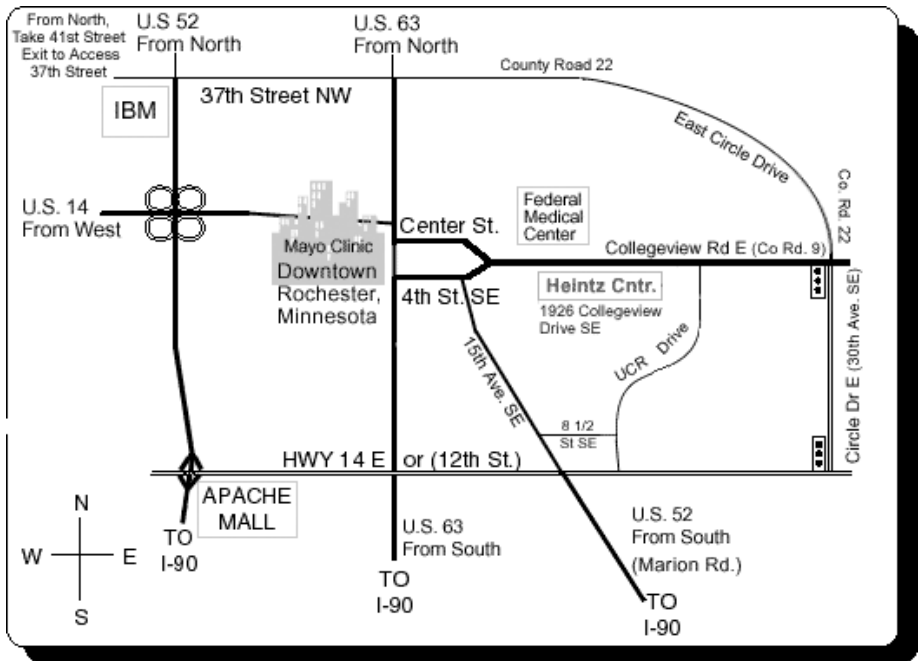 From North,
Take 41st Street
Exit to Access
37th Street
U.S 52
From North
U.S. 63
From North
County Road 22
37th Street NW
IBM
East Circle Drive
Co. Rd. 22
U.S. 14
From West
Mayo Clinic
Downtown
Rochester,
Minnesota
Center St.
Federal
Medical
Center
Collegeview Rd E (Co Rd. 9)
4th St. SE
Heintz Cntr.
1926 Collegeview
Drive SE
UCR Drive
15th Ave. SE
8 1/2
St SE
Circle Dr E (30th Ave. SE)
HWY 14 E or (12th St.)
APACHE
MALL
TO
I-90
U.S. 63
From South
TO
I-90
U.S. 52
From South
(Marion Rd.)
TO
I-90
N
W E
S